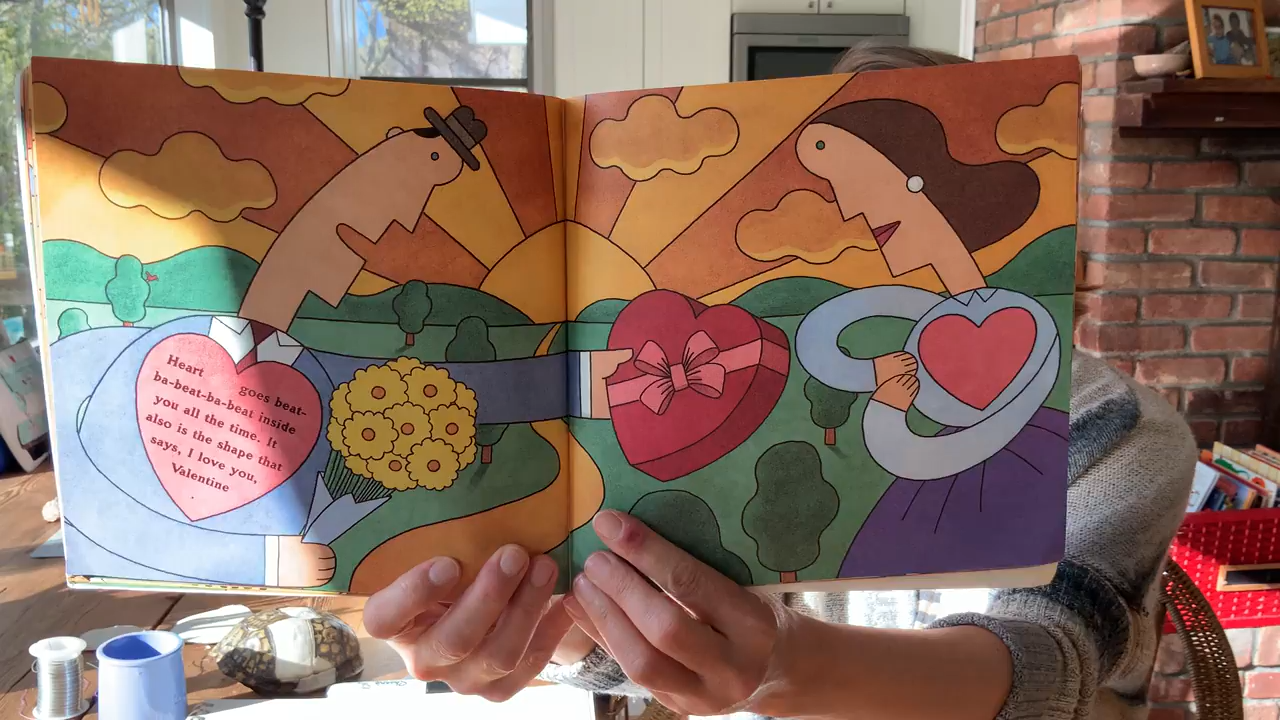 Heart
goes beat-
ba-beat-ba-beat inside
you all the time. It
also is the shape that
says, I love you,
Valentine